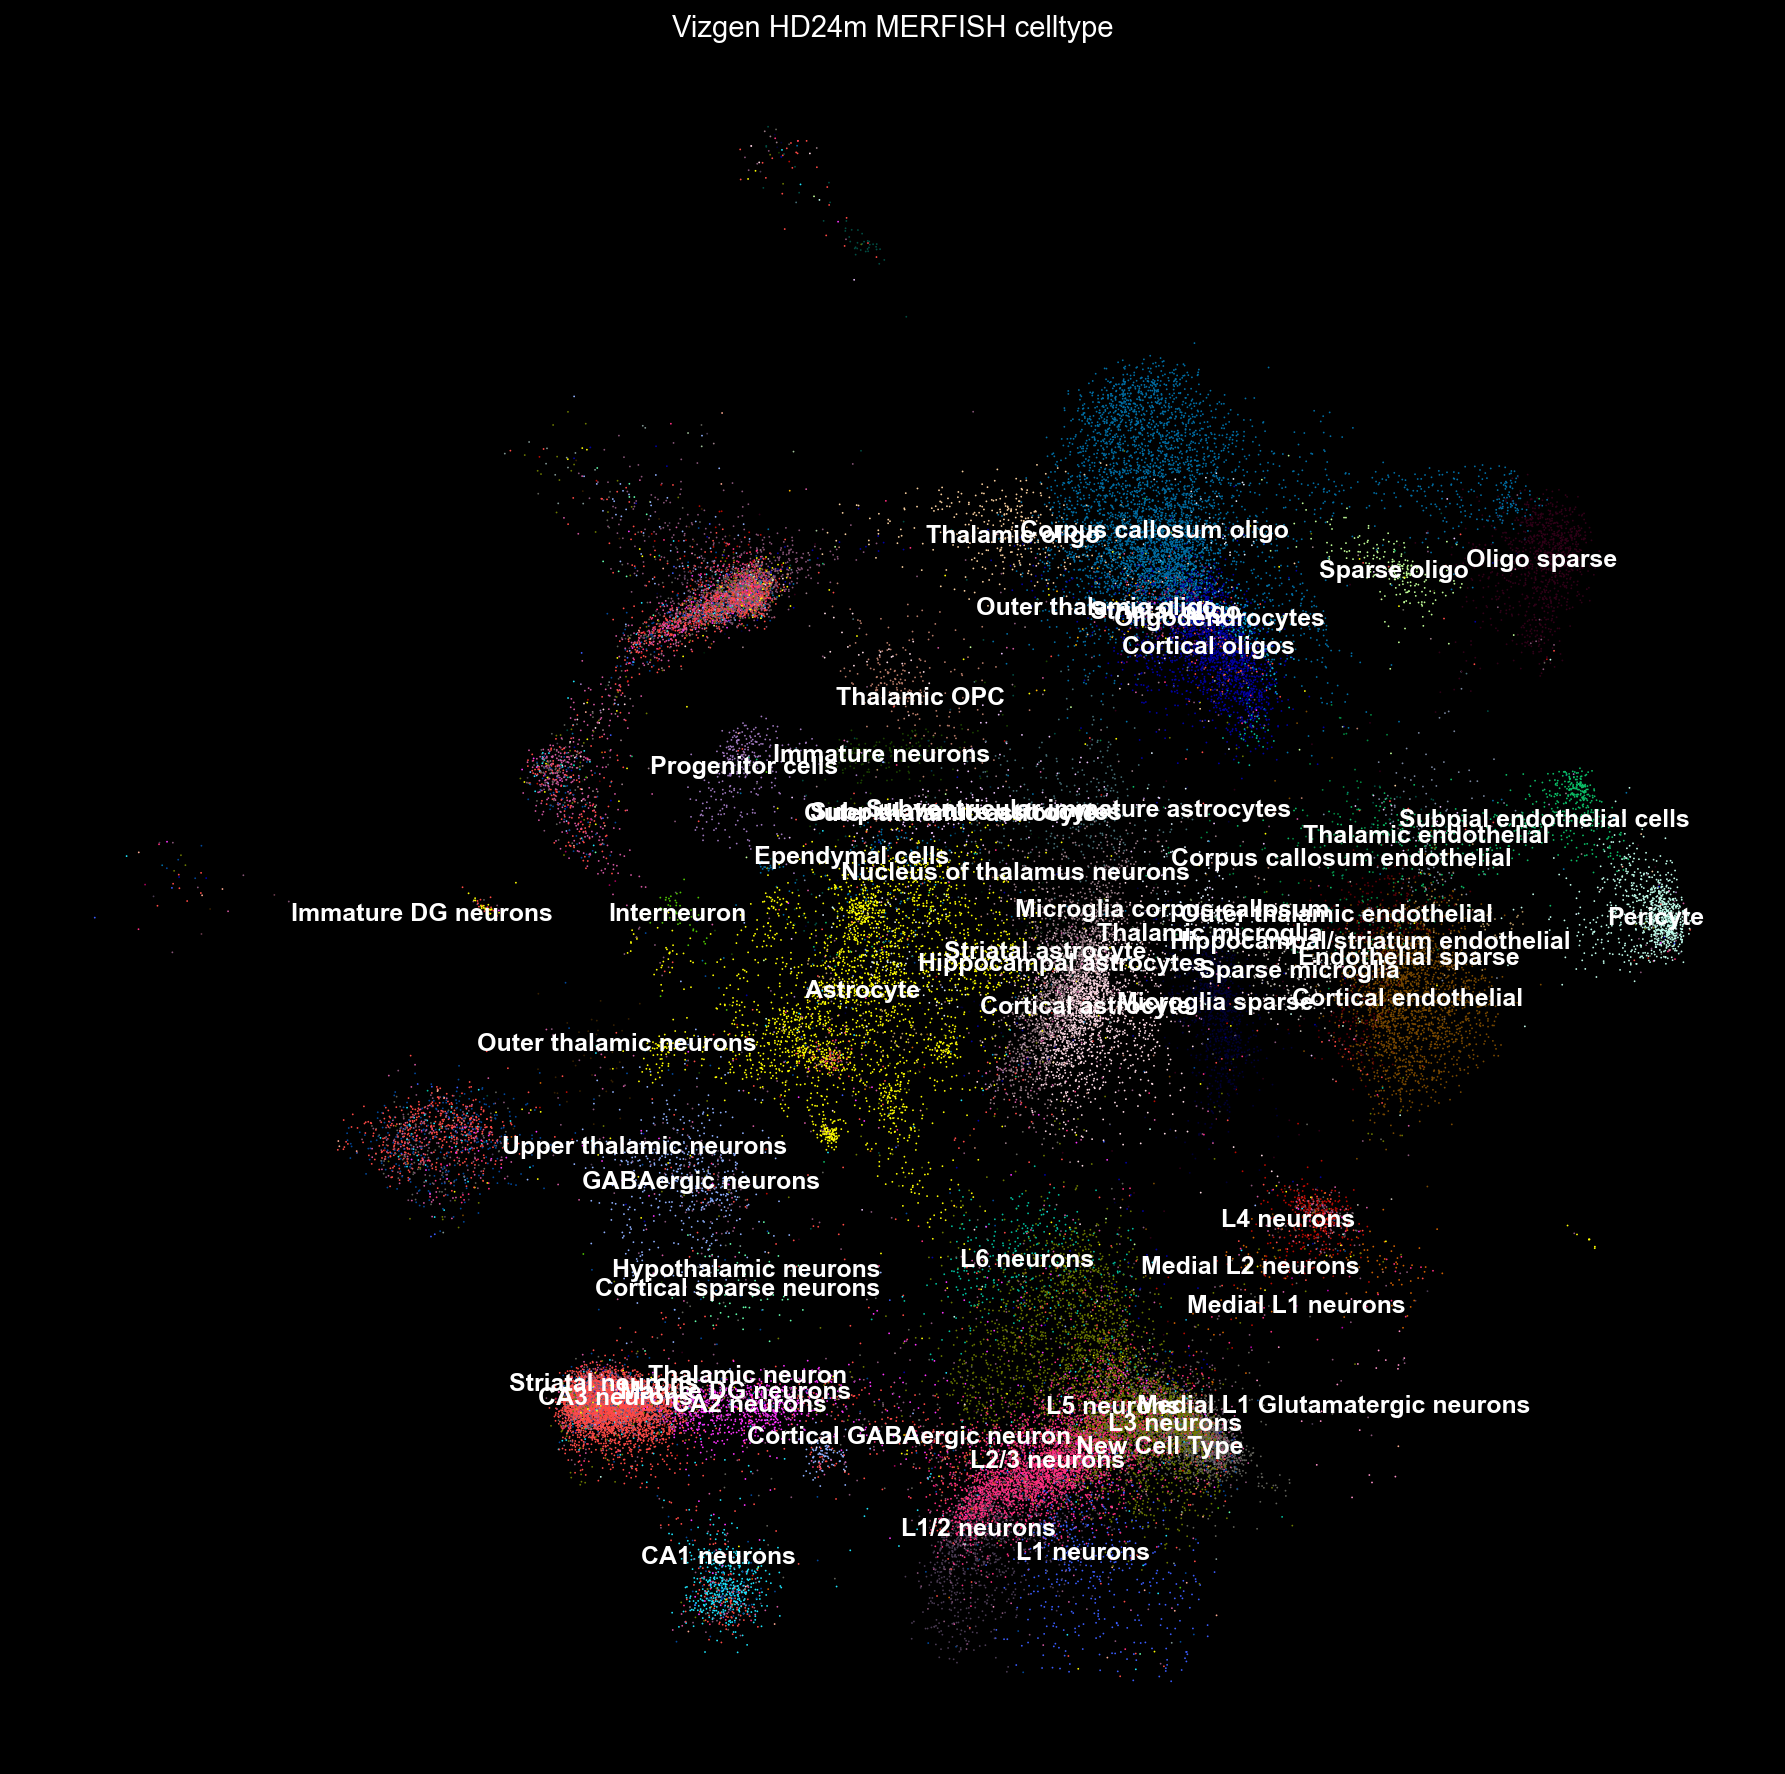 Vizgen HD24m MERFISH celltype
Corpus callosum oligo
Thalamic oligo
Oligo sparse
Sparse oligo
Outer thalamic oligo
Striatal oligo
Oligodendrocytes
Cortical oligos
Thalamic OPC
Immature neurons
Progenitor cells
Subventricular immature astrocytes
Outer thalamic astrocyte
Subpial endothelial cells
Thalamic endothelial
Ependymal cells
Corpus callosum endothelial
Nucleus of thalamus neurons
Microglia corpus callosum
Immature DG neurons
Interneuron
Outer thalamic endothelial
Pericyte
Thalamic microglia
Hippocampal/striatum endothelial
Striatal astrocyte
Endothelial sparse
Hippocampal astrocytes
Sparse microglia
Astrocyte
Cortical endothelial
Microglia sparse
Cortical astrocyte
Outer thalamic neurons
Upper thalamic neurons
GABAergic neurons
L4 neurons
L6 neurons
Medial L2 neurons
Hypothalamic neurons
Cortical sparse neurons
Medial L1 neurons
Thalamic neuron
Striatal neurons
Mature DG neurons
CA3 neurons
CA2 neurons
L5 neurons
Medial L1 Glutamatergic neurons
L3 neurons
Cortical GABAergic neuron
New Cell Type
L2/3 neurons
L1/2 neurons
L1 neurons
CA1 neurons